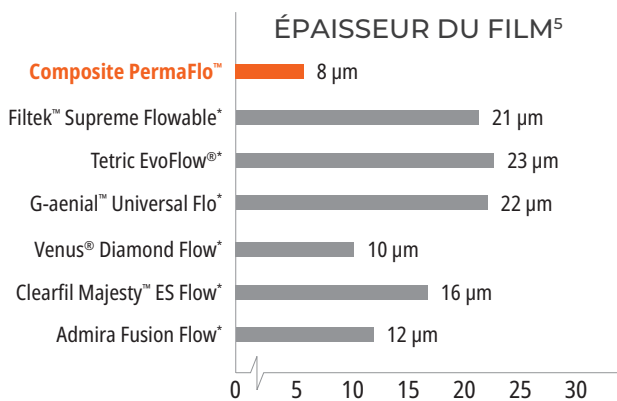 ÉPAISSEUR DU FILM⁵
Composite PermaFlo™ 8 µm
Filtek™ Supreme Flowable* 21 µm
Tetric EvoFlow®* 23 µm
G-aenial™ Universal Flo* 22 µm
Venus® Diamond Flow* 10 µm
Clearfil Majesty™ ES Flow* 16 µm
Admira Fusion Flow* 12 µm
0 5 10 15 20 25 30